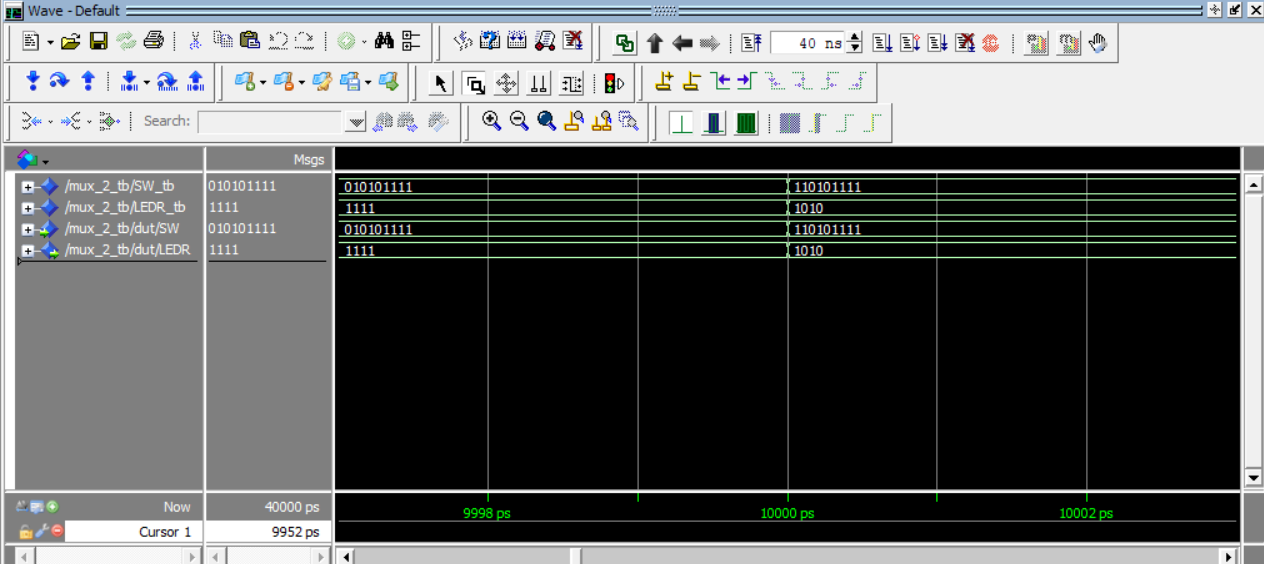 Wave - Default
40 ns
Search:
Msgs
/mux_2_tb/SW_tb 010101111 010101111 110101111
/mux_2_tb/LEDR_tb 1111 1111 1010
/mux_2_tb/dut/SW 010101111 010101111 110101111
/mux_2_tb/dut/LEDR 1111 1111 1010
Now 40000 ps 9998 ps 10000 ps 10002 ps
Cursor 1 9952 ps